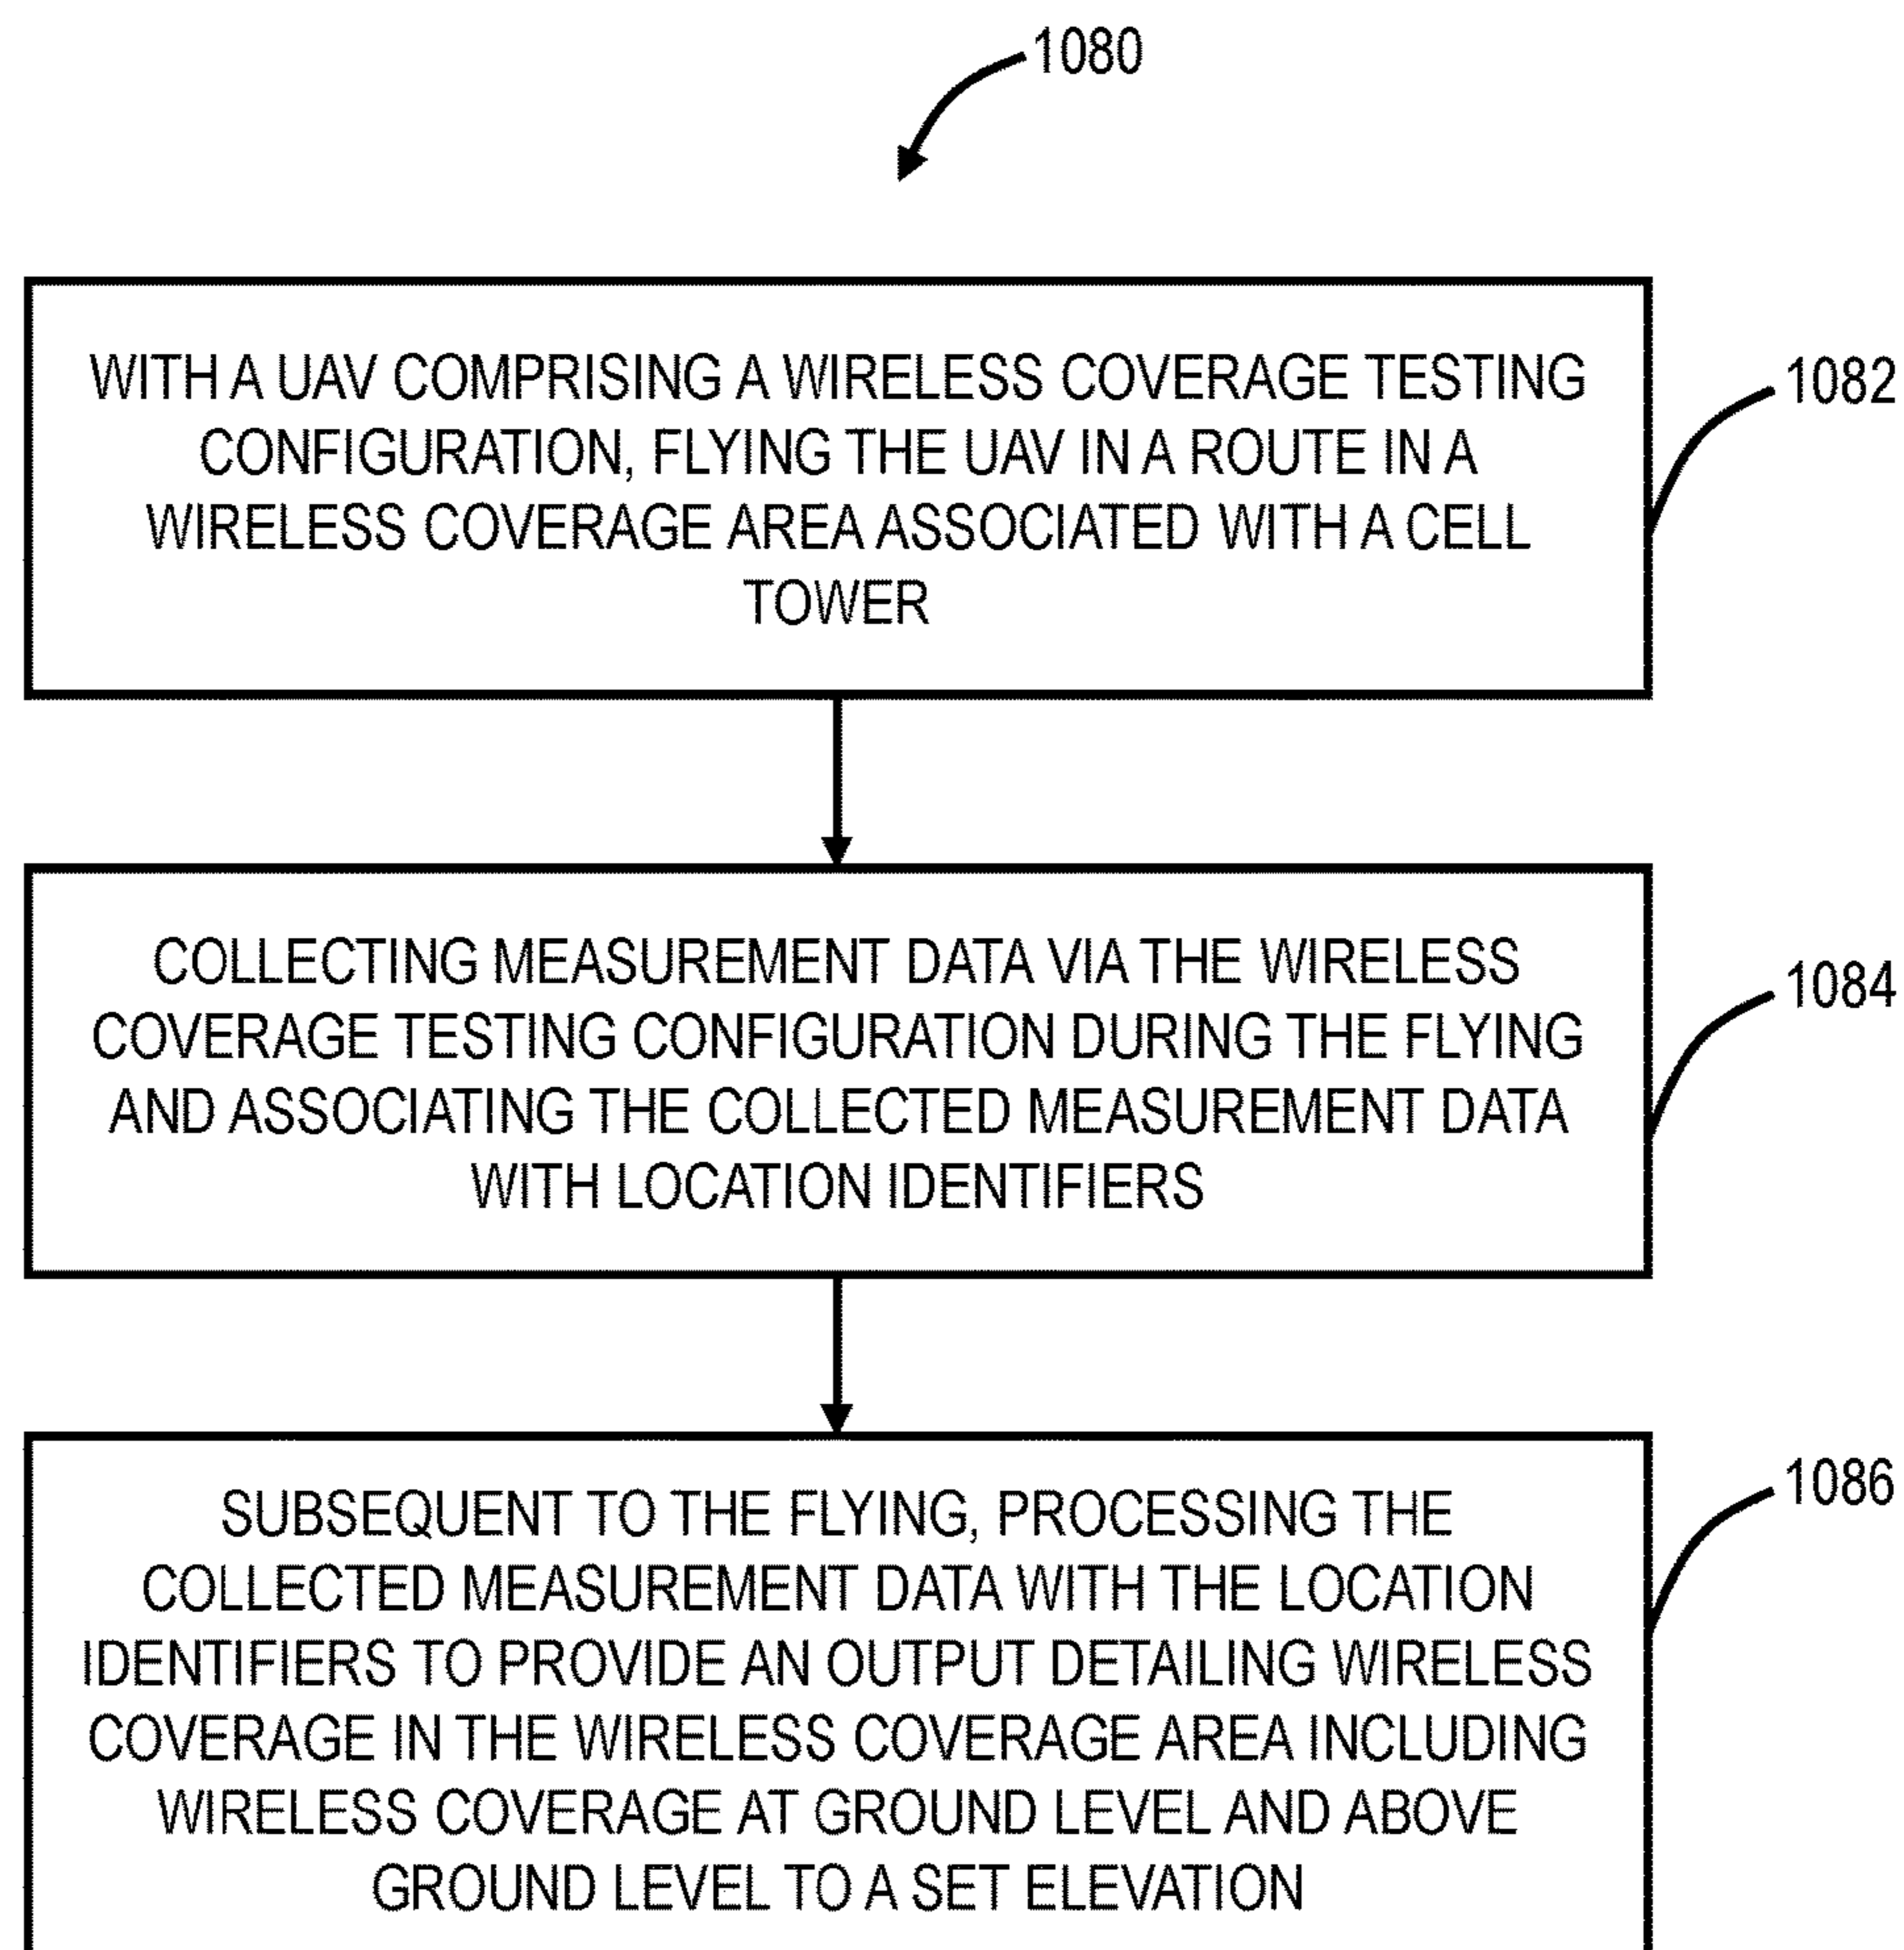 1080
WITH A UAV COMPRISING A WIRELESS COVERAGE TESTING
CONFIGURATION, FLYING THE UAV IN A ROUTE IN A
WIRELESS COVERAGE AREA ASSOCIATED WITH A CELL
TOWER
1082
COLLECTING MEASUREMENT DATA VIA THE WIRELESS
COVERAGE TESTING CONFIGURATION DURING THE FLYING
AND ASSOCIATING THE COLLECTED MEASUREMENT DATA
WITH LOCATION IDENTIFIERS
1084
SUBSEQUENT TO THE FLYING, PROCESSING THE
COLLECTED MEASUREMENT DATA WITH THE LOCATION
IDENTIFIERS TO PROVIDE AN OUTPUT DETAILING WIRELESS
COVERAGE IN THE WIRELESS COVERAGE AREA INCLUDING
WIRELESS COVERAGE AT GROUND LEVEL AND ABOVE
GROUND LEVEL TO A SET ELEVATION
1086